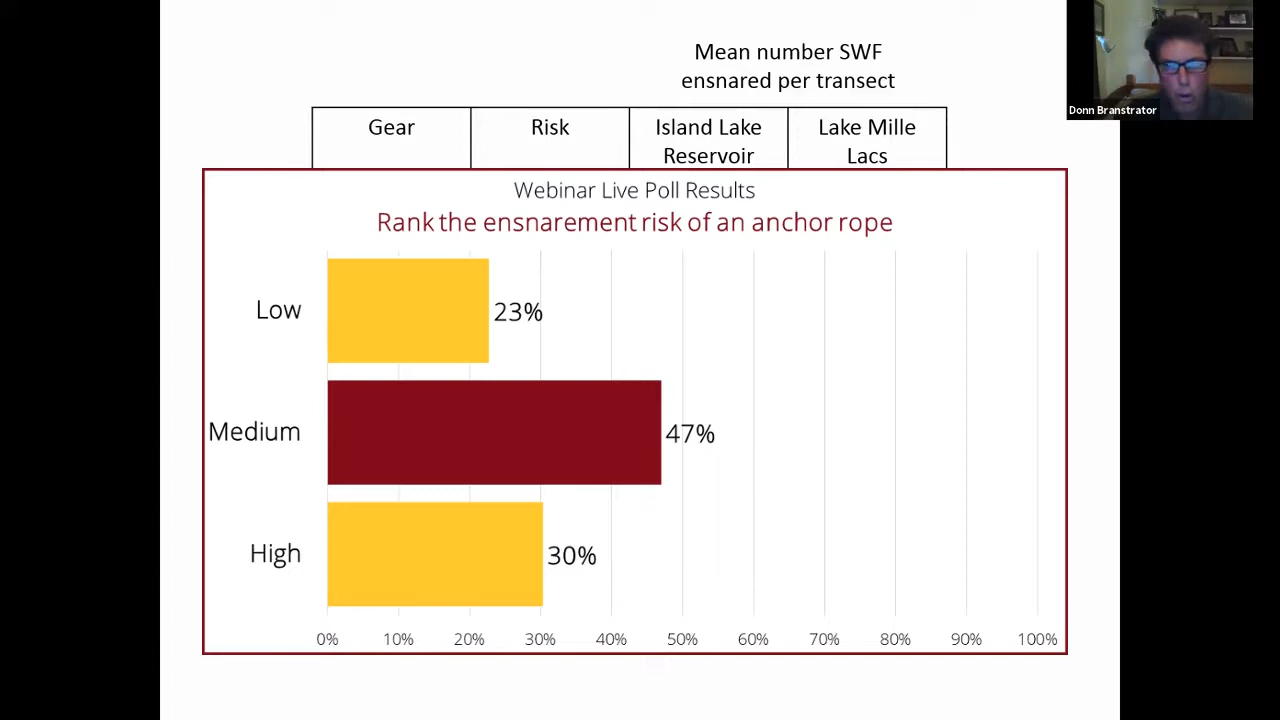 Mean number SWF
ensnared per transect
Donn Branstrator
Gear Risk Island Lake Lake Mille
Reservoir Lacs
Webinar Live Poll Results
Rank the ensnarement risk of an anchor rope
Low 23%
Medium 47%
High 30%
0% 10% 20% 30% 40% 50% 60% 70% 80% 90% 100%